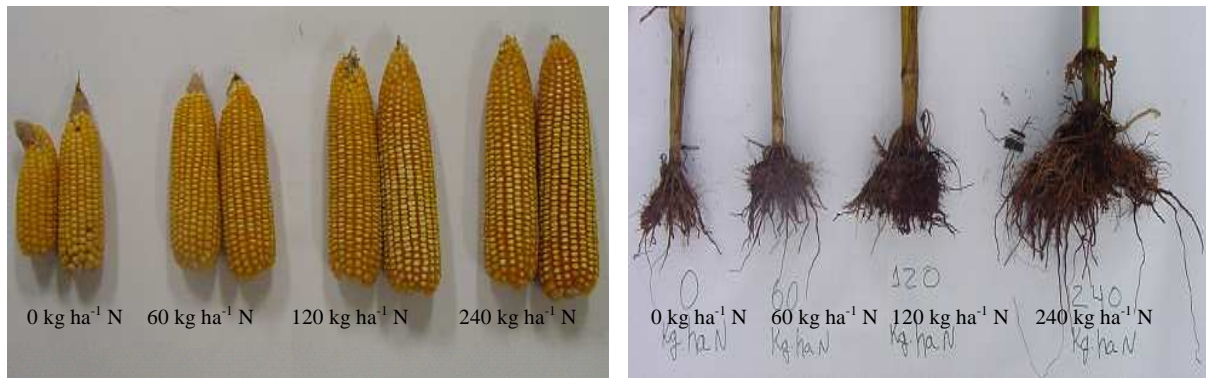 0 kg ha⁻¹ N 60 kg ha⁻¹ N 120 kg ha⁻¹ N 240 kg ha⁻¹ N
0 60 120 240
0 kg ha⁻¹ N 60 kg ha⁻¹ N 120 kg ha⁻¹ N 240 kg ha⁻¹ N
Kg ha N Kg ha N Kg ha N Kg ha N